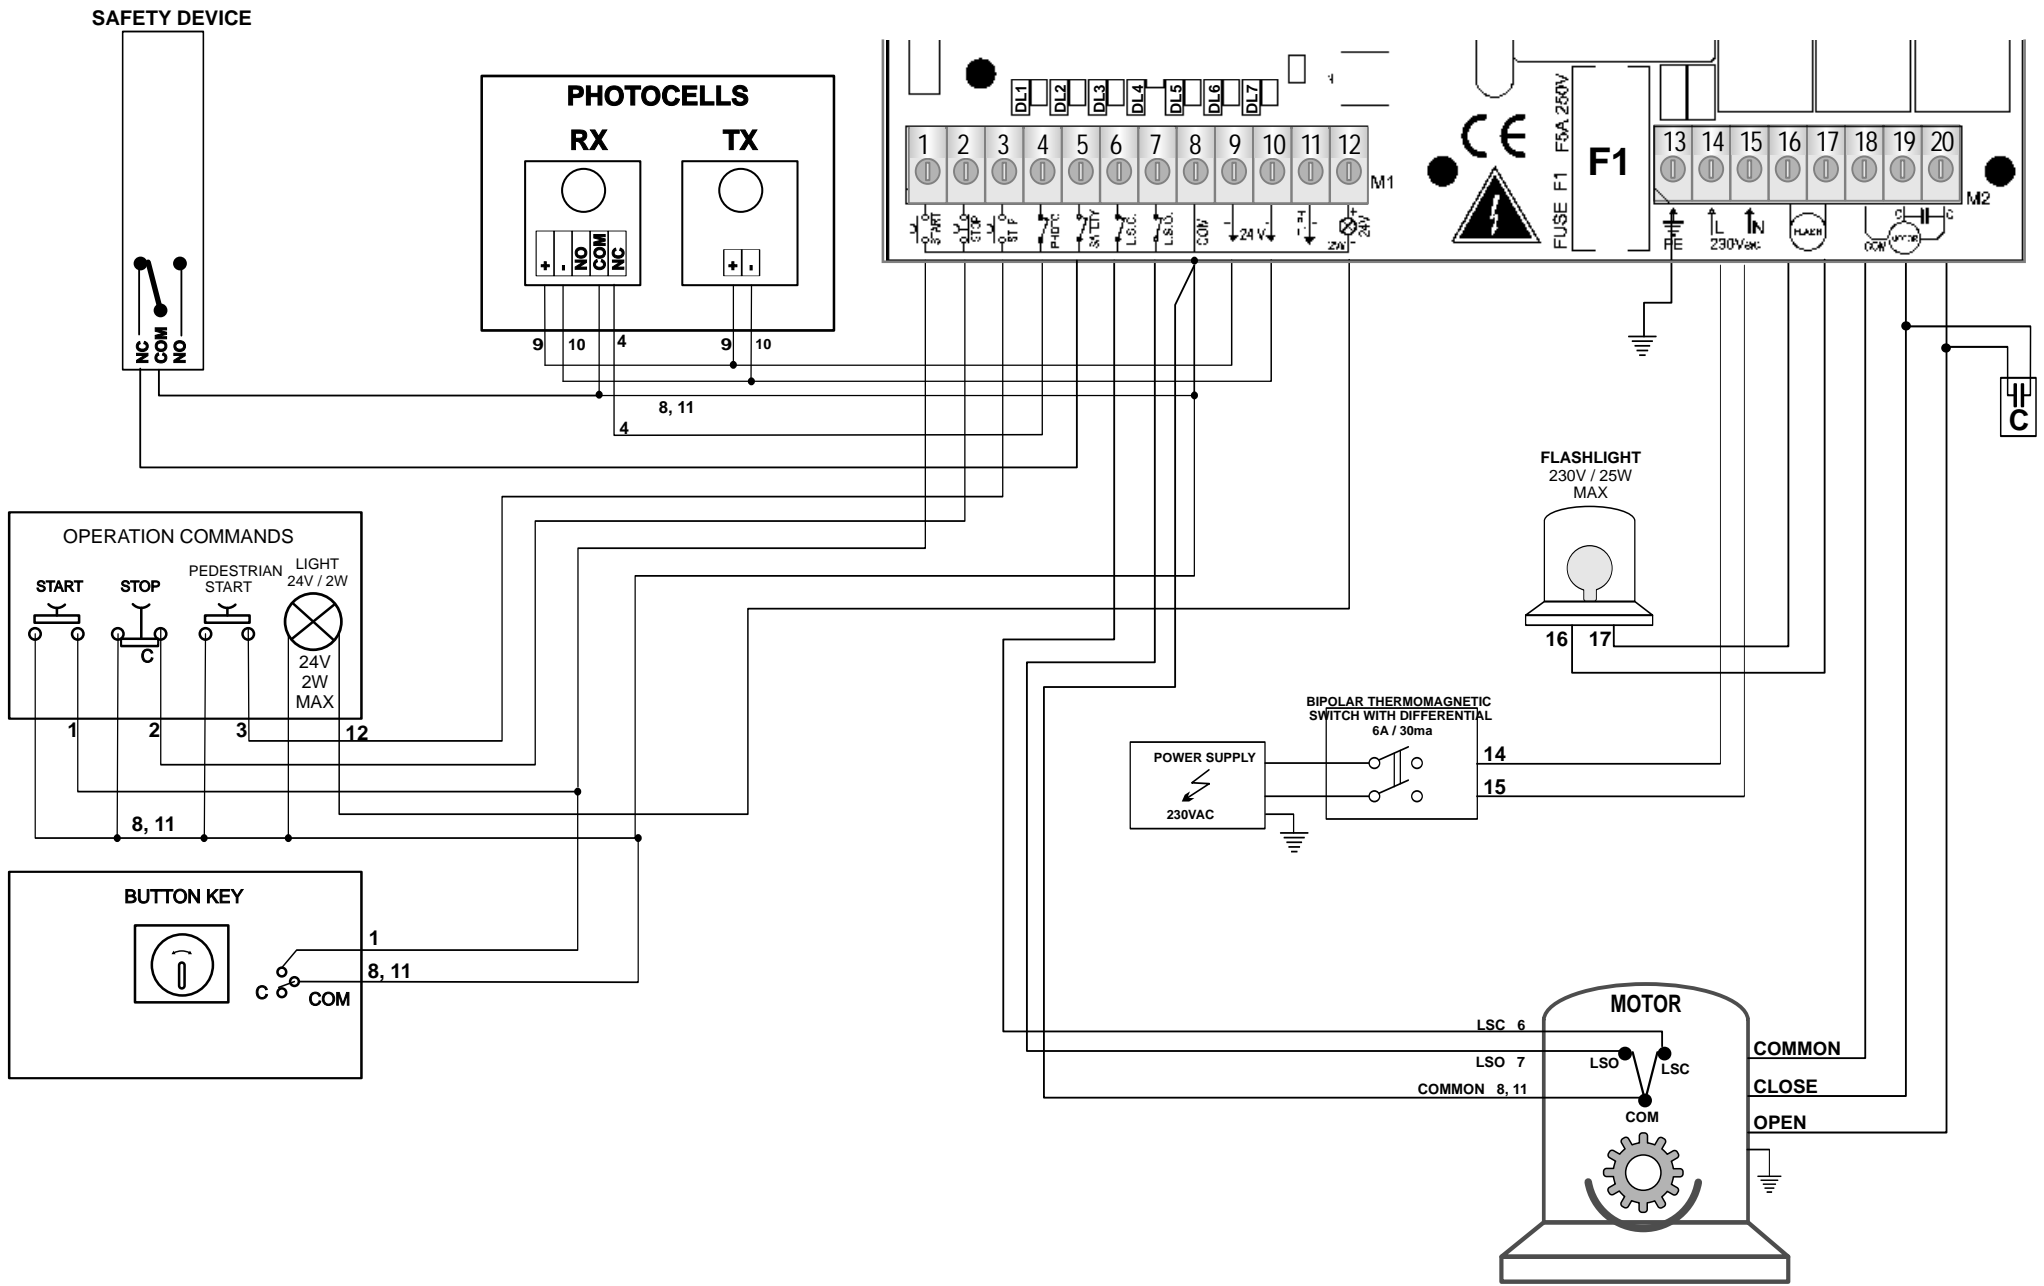 SAFETY DEVICE
NC
COM
NO
PHOTOCELLS
RX TX
+ - NO COM NC
+ -
9 10 4 9 10
8, 11
4
DL1 DL2 DL3 DL4 DL5 DL6 DL7
1 2 3 4 5 6 7 8 9 10 11 12
M1
START
STOP
PHOTO
L.S.C.
L.S.O.
COM
24 V
24V
CE
FUSE F1 F5A 250V
F1
13 14 15 16 17 18 19 20
M2
PE
L N
230Vac
FLASH
COM
MOTOR
C C
C
FLASHLIGHT
230V / 25W
MAX
16 17
OPERATION COMMANDS
START
STOP
PEDESTRIAN
START
LIGHT
24V / 2W
C
24V
2W
MAX
1 2 3 12
8, 11
BUTTON KEY
1
8, 11
C
COM
BIPOLAR THERMOMAGNETIC
SWITCH WITH DIFFERENTIAL
6A / 30ma
POWER SUPPLY
230VAC
14
15
MOTOR
LSC 6
LSO 7
COMMON 8, 11
LSO
LSC
COM
COMMON
CLOSE
OPEN